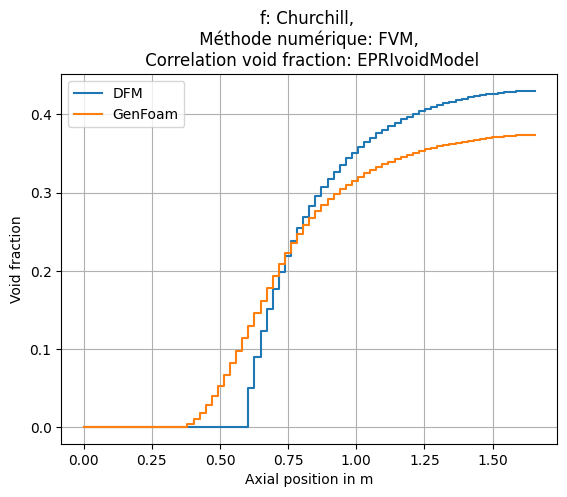 f: Churchill,
Méthode numérique: FVM,
Correlation void fraction: EPRIvoidModel
DFM
GenFoam
Void fraction
0.4
0.3
0.2
0.1
0.0
0.00 0.25 0.50 0.75 1.00 1.25 1.50
Axial position in m